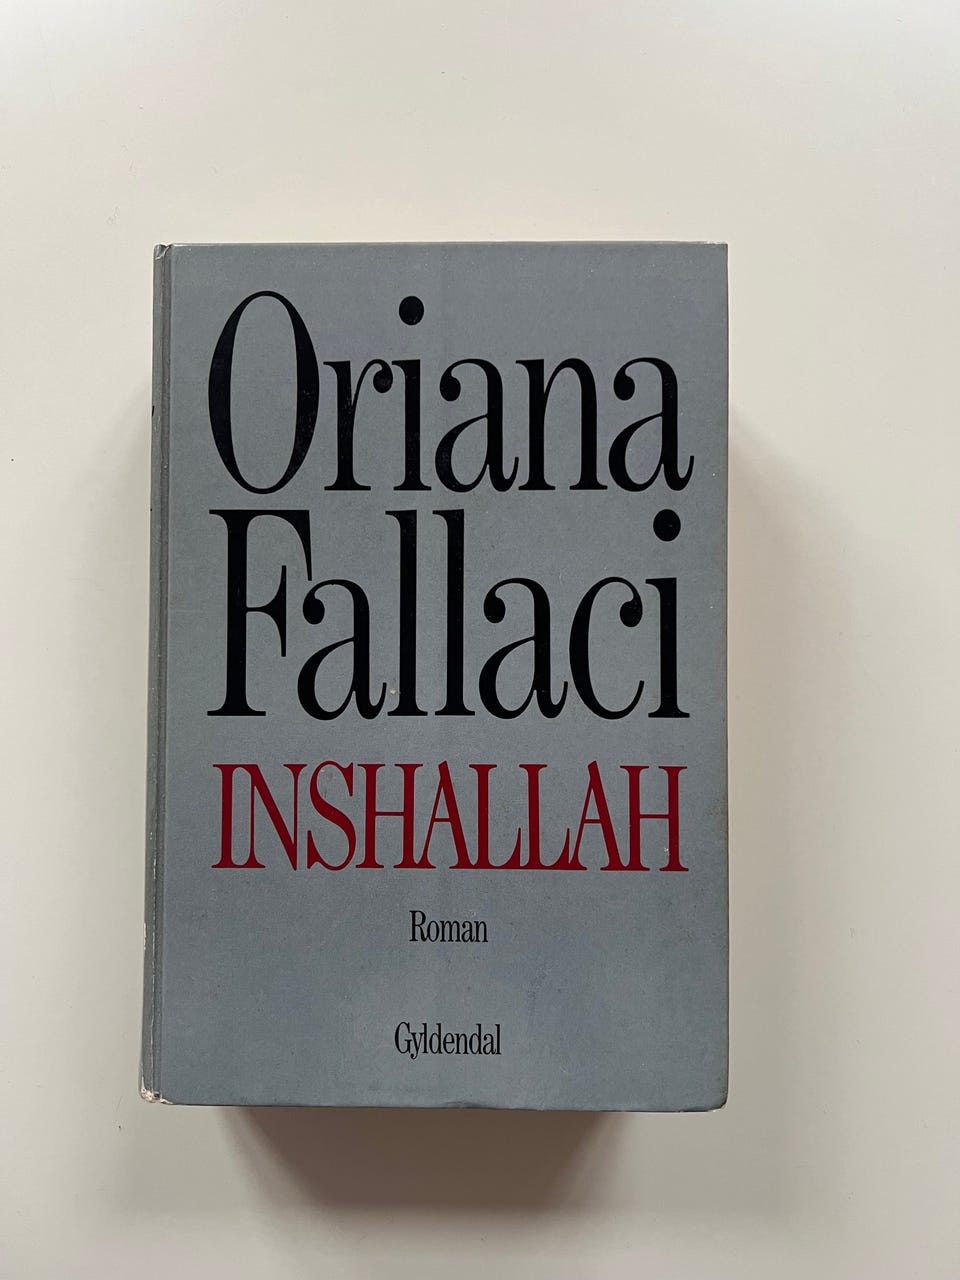 Oriana
Fallaci
INSHALLAH
Roman
Gyldendal